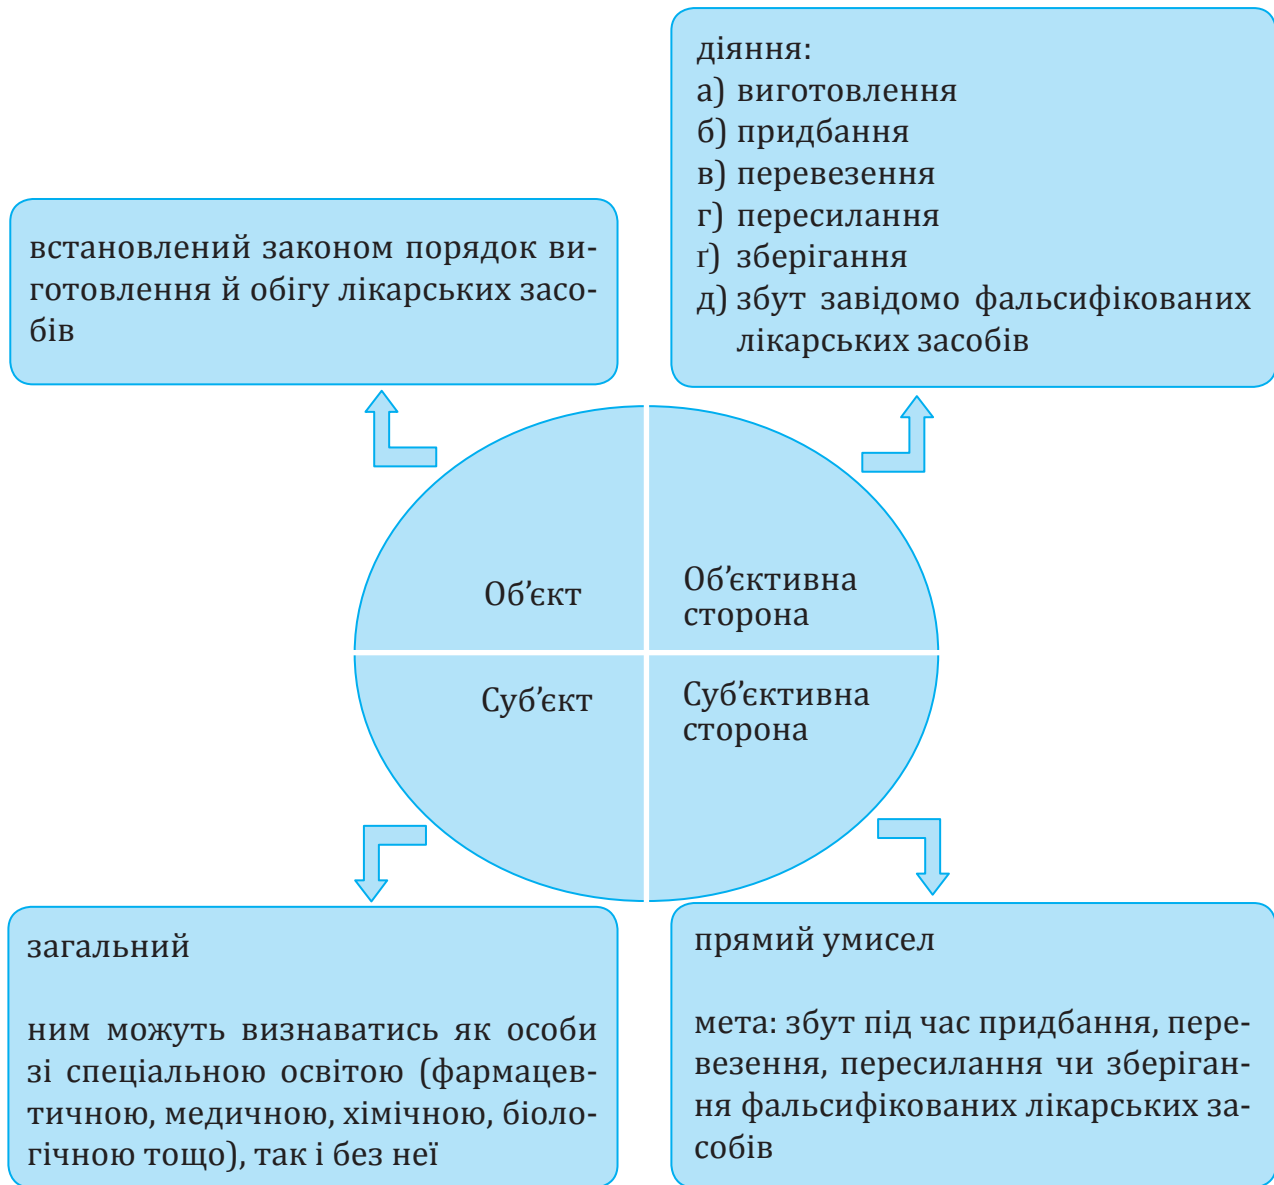 діяння:
а) виготовлення
б) придбання
в) перевезення
г) пересилання
ґ) зберігання
д) збут завідомо фальсифікованих
лікарських засобів
встановлений законом порядок ви-
готовлення й обігу лікарських засо-
бів
Об’єкт
Об’єктивна
сторона
Суб’єкт
Суб’єктивна
сторона
загальний
ним можуть визнаватись як особи
зі спеціальною освітою (фармацев-
тичною, медичною, хімічною, біоло-
гічною тощо), так і без неї
прямий умисел
мета: збут під час придбання, пере-
везення, пересилання чи зберіган-
ня фальсифікованих лікарських за-
собів